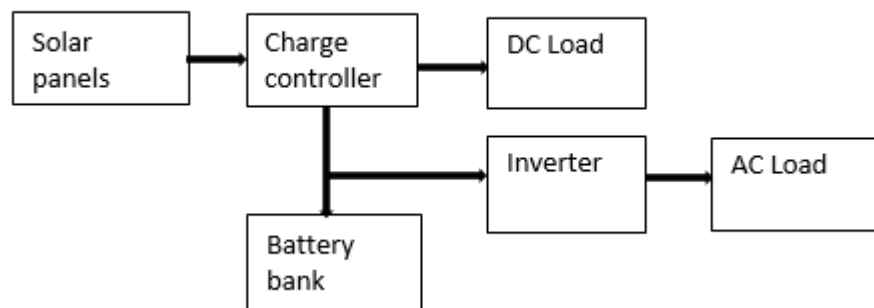 Solar
panels
Charge
controller
DC Load
Inverter
AC Load
Battery
bank